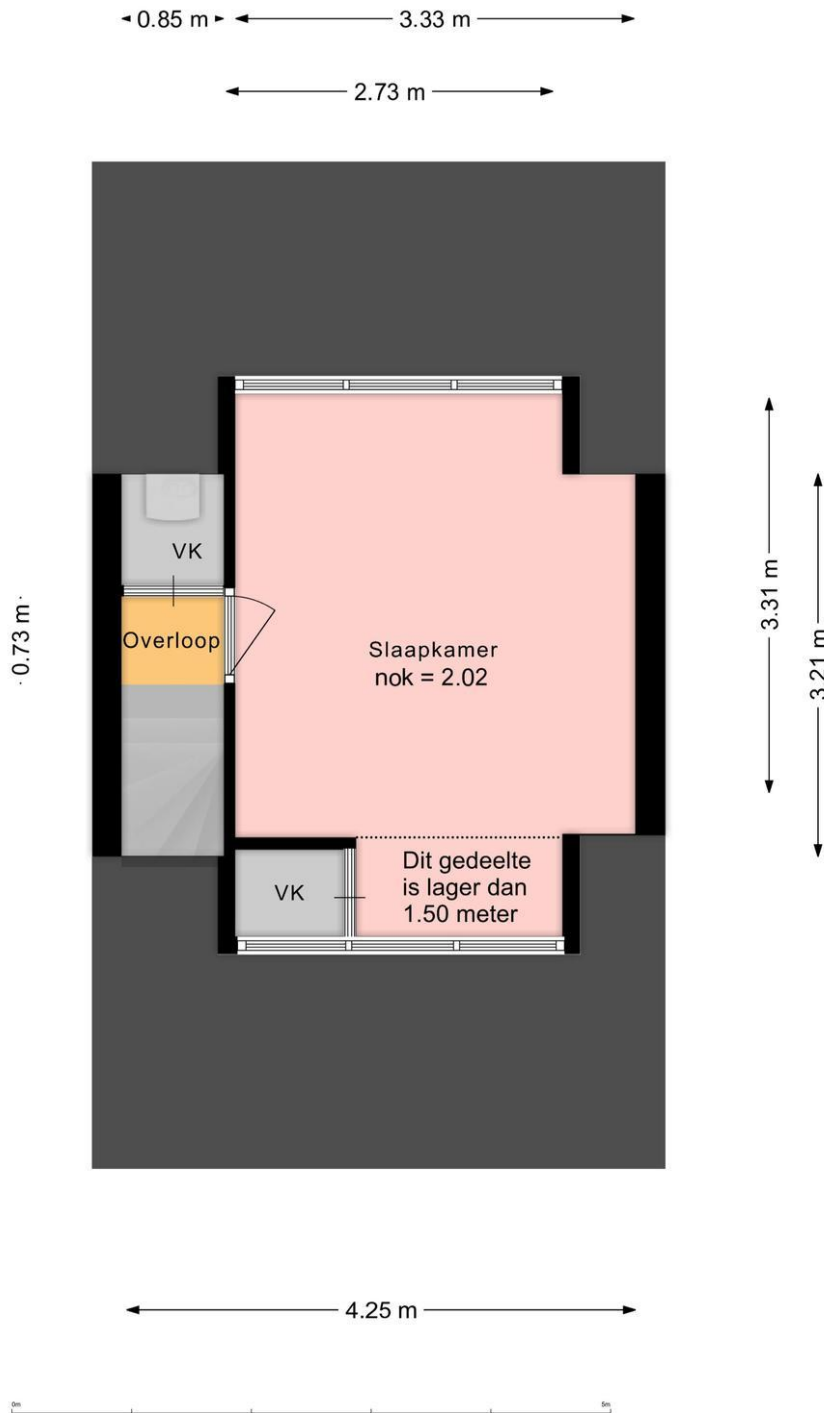 0.85 m
3.33 m
2.73 m
VK
Overloop
0.73 m
Slaapkamer
nok = 2.02
3.31 m
3.21 m
VK
Dit gedeelte
is lager dan
1.50 meter
4.25 m
0m
5m